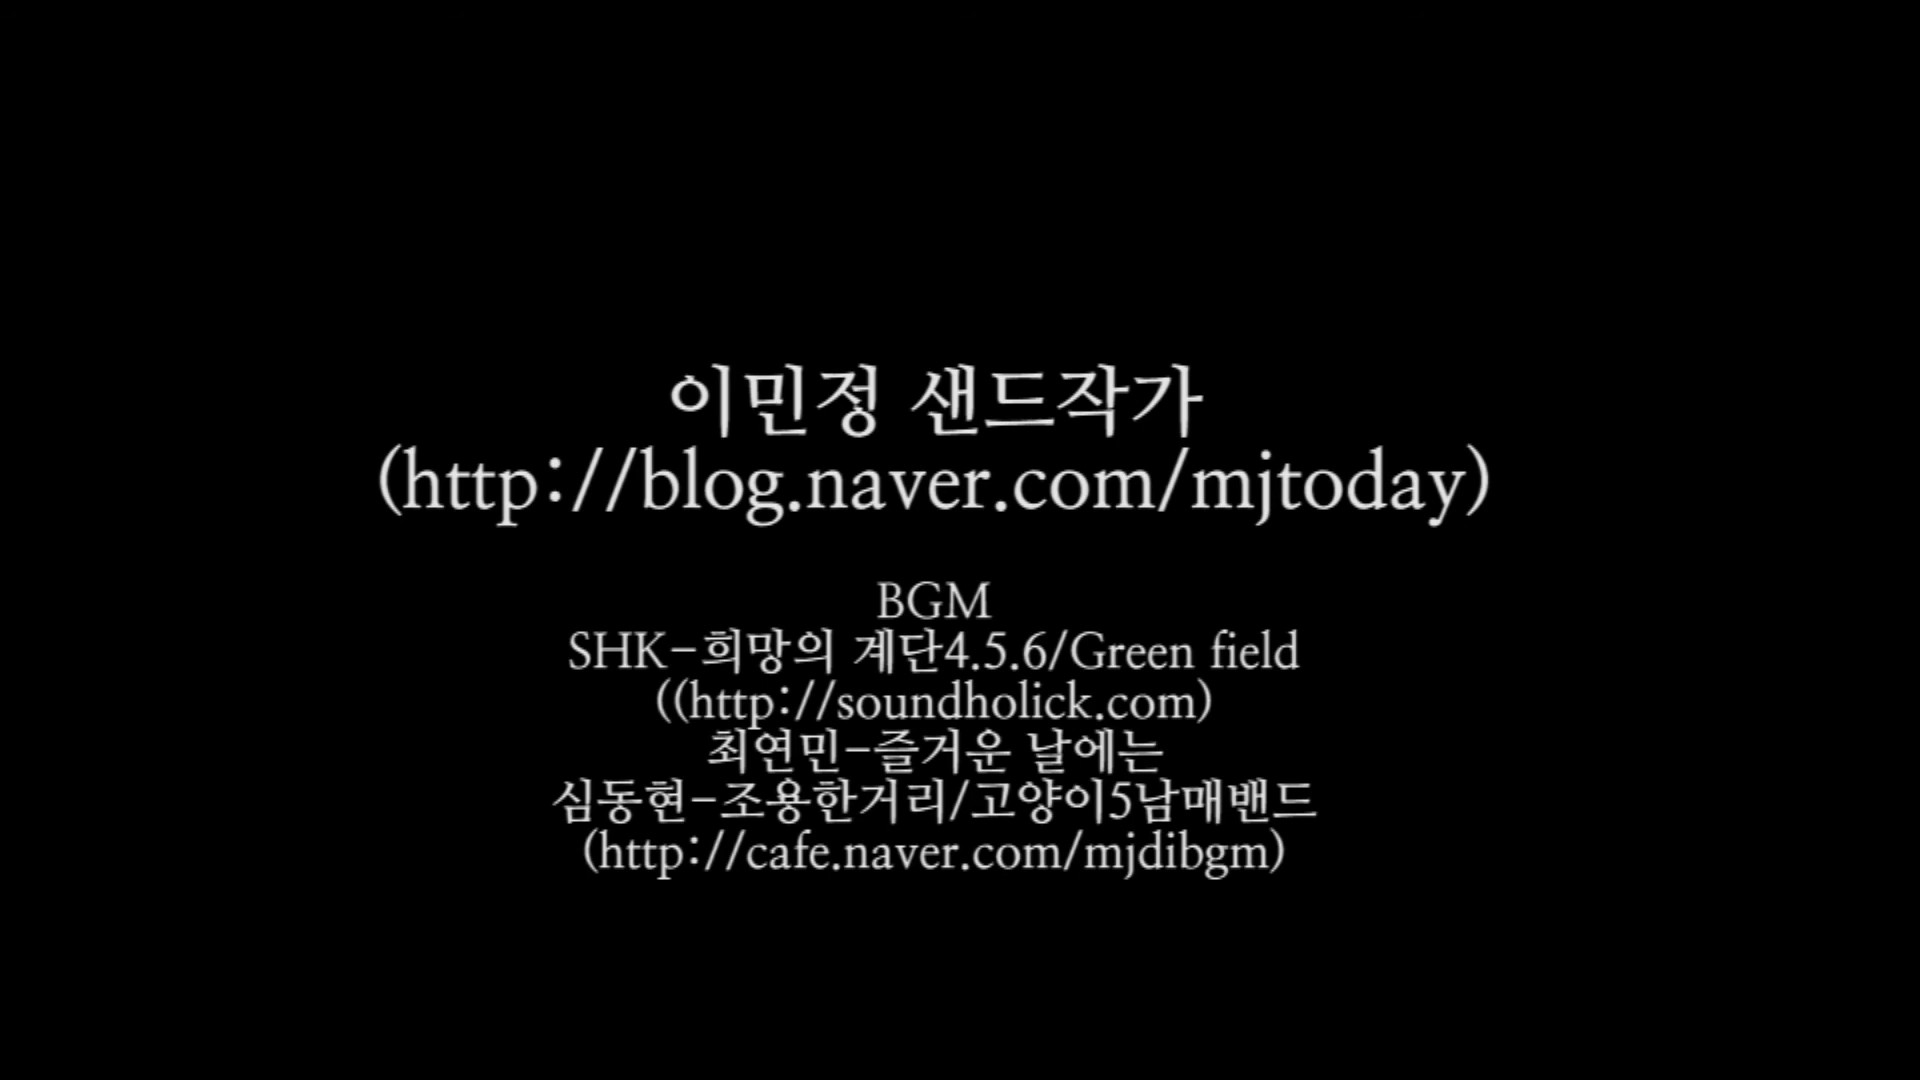 이민정 샌드작가
(http://blog.naver.com/mjtoday)
BGM
SHK-희망의 계단4.5.6/Green field
((http://soundholick.com)
최연민-즐거운 날에는
심동현-조용한거리/고양이5남매밴드
(http://cafe.naver.com/mjdibgm)